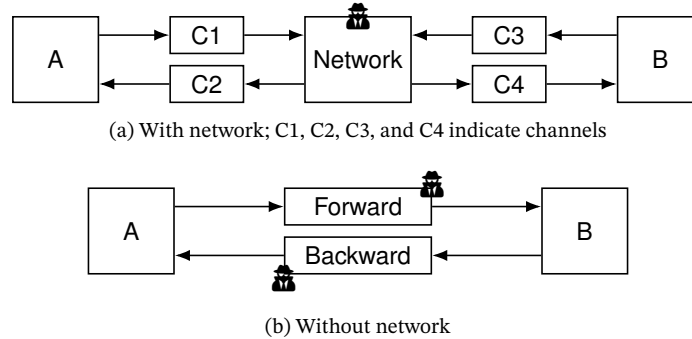 A C1 Network C3 B
C2 C4
(a) With network; C1, C2, C3, and C4 indicate channels
A Forward B
Backward
(b) Without network